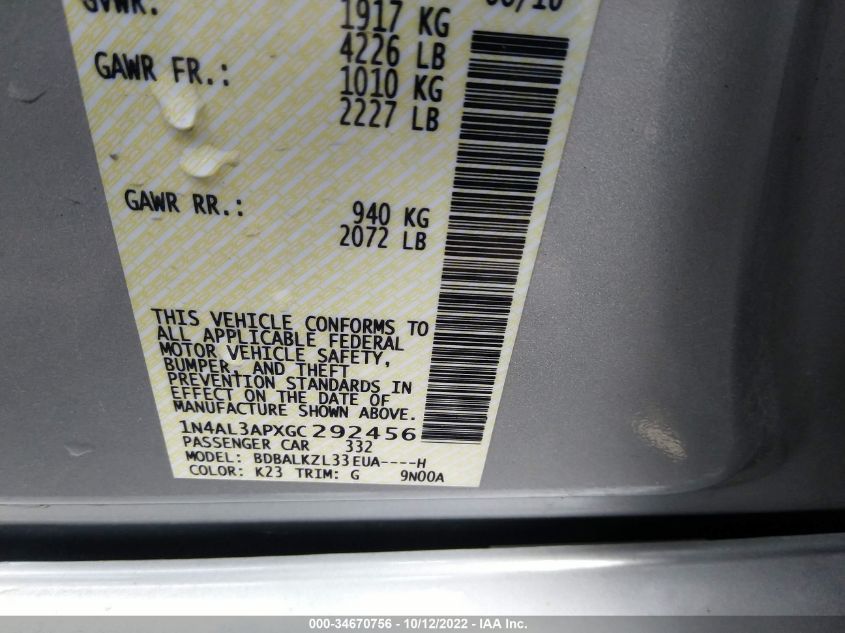 GVWR:
1917 KG
4226 LB
GAWR FR.: 1010 KG
2227 LB
GAWR RR.: 940 KG
2072 LB
THIS VEHICLE CONFORMS TO
ALL APPLICABLE FEDERAL
MOTOR VEHICLE SAFETY,
BUMPER, AND THEFT
PREVENTION STANDARDS IN
EFFECT ON THE DATE OF
MANUFACTURE SHOWN ABOVE.
1N4AL3APXGC292456
PASSENGER CAR 332
MODEL: BDBALKZL33EUA----H
COLOR: K23 TRIM: G 9N00A
000-34670756 - 10/12/2022 - IAA Inc.